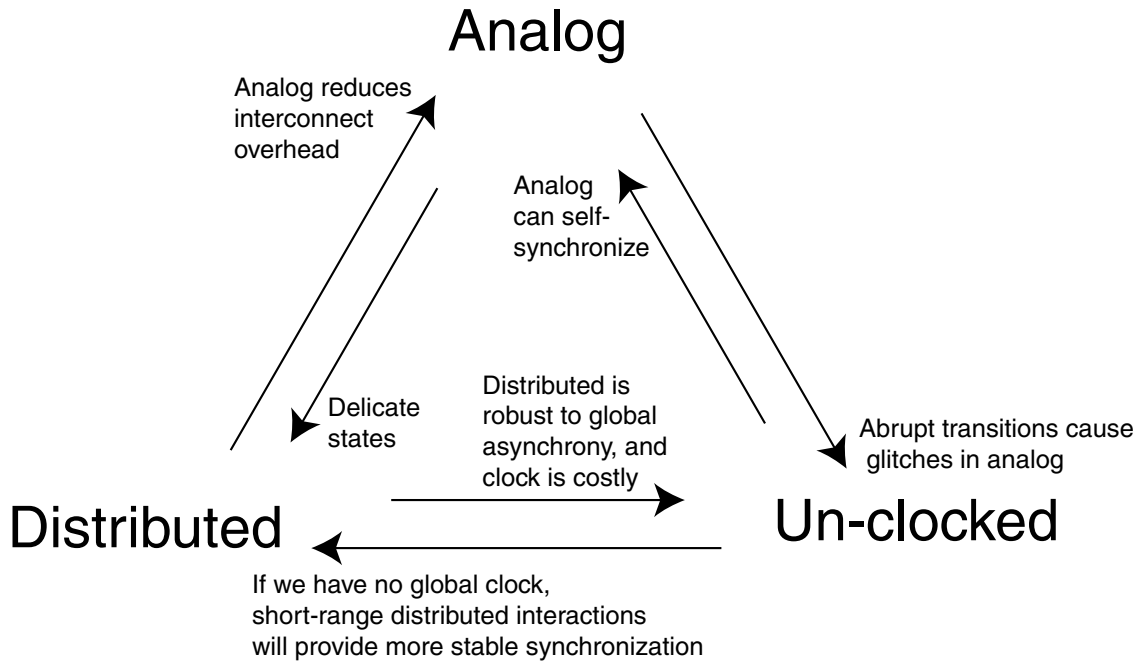 Analog
Analog reduces
interconnect
overhead
Analog
can self-
synchronize
Delicate
states
Distributed is
robust to global
asynchrony, and
clock is costly
Abrupt transitions cause
glitches in analog
Distributed
Un-clocked
If we have no global clock,
short-range distributed interactions
will provide more stable synchronization